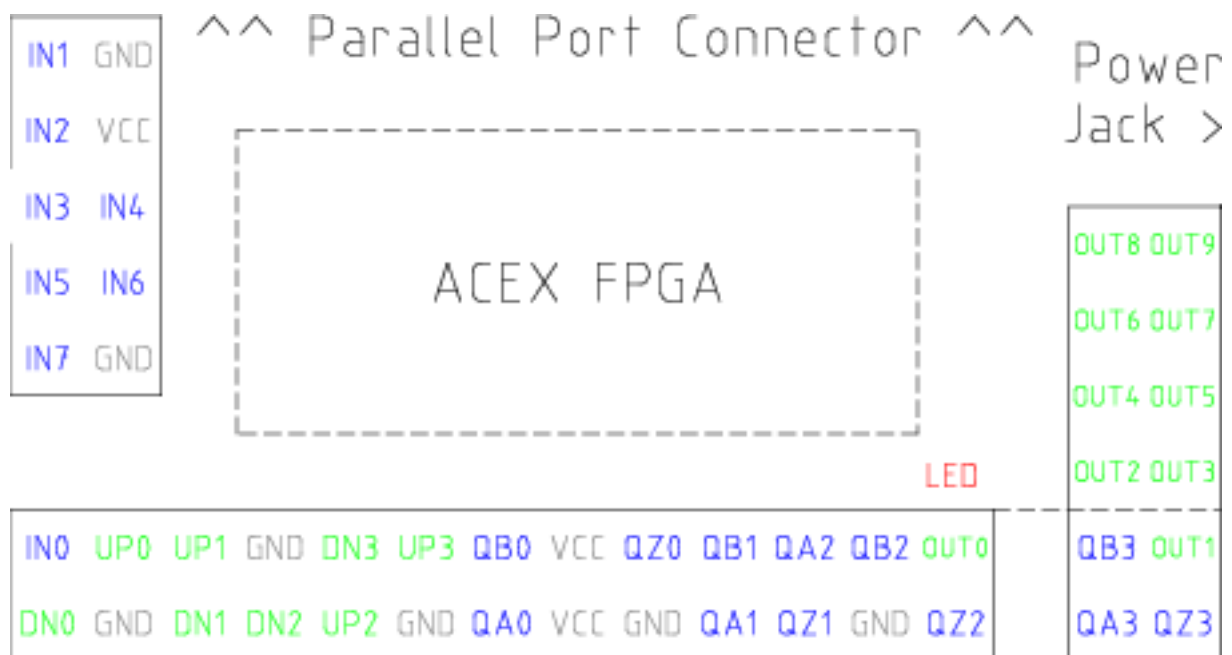 ^^ Parallel Port Connector ^^
Power
Jack >
IN1 GND
IN2 VCC
IN3 IN4
IN5 IN6
IN7 GND
ACEX FPGA
OUT8 OUT9
OUT6 OUT7
OUT4 OUT5
OUT2 OUT3
LED
IN0 UP0 UP1 GND DN3 UP3 QB0 VCC QZ0 QB1 QA2 QB2 OUT0
DN0 GND DN1 DN2 UP2 GND QA0 VCC GND QA1 QZ1 GND QZ2
QB3 OUT1
QA3 QZ3